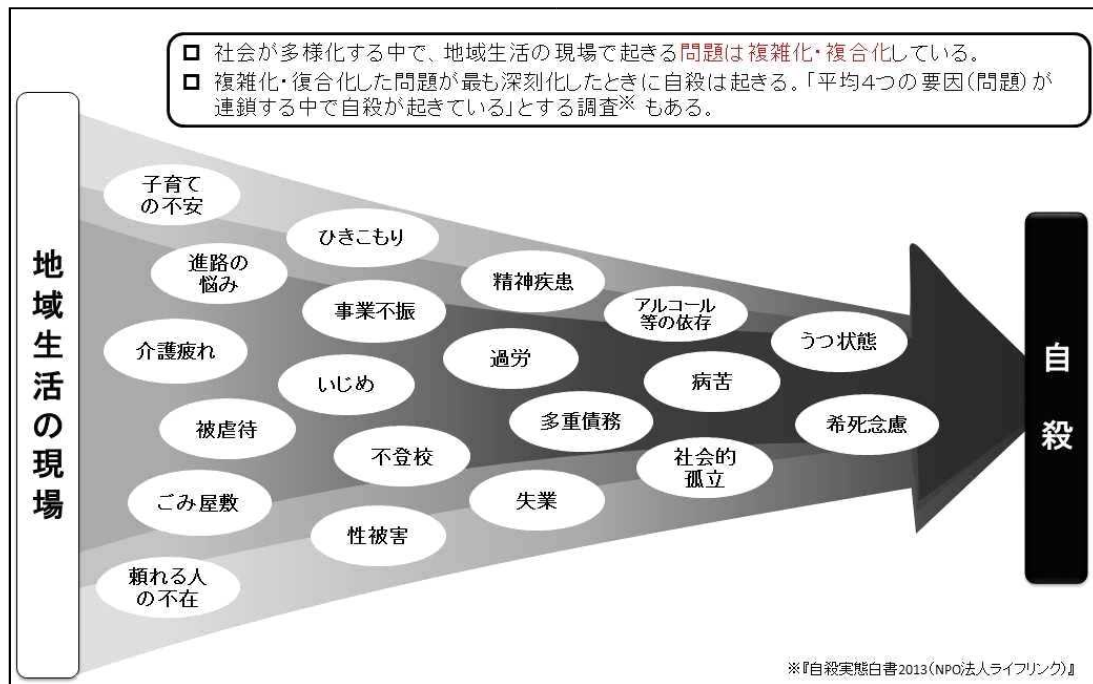 □ 社会が多様化する中で、地域生活の現場で起きる問題は複雑化・複合化している。
□ 複雑化・復合化した問題が最も深刻化したときに自殺は起きる。「平均4つの要因(問題)が
連鎖する中で自殺が起きている」とする調査※ もある。
地域生活の現場
子育て
の不安
進路の
悩み
介護疲れ
被虐待
ごみ屋敷
頼れる人
の不在
ひきこもり
事業不振
いじめ
不登校
性被害
精神疾患
過労
多重債務
失業
アルコール
等の依存
病苦
社会的
孤立
うつ状態
希死念慮
自殺
※『自殺実態白書2013(NPO法人ライフリンク)』